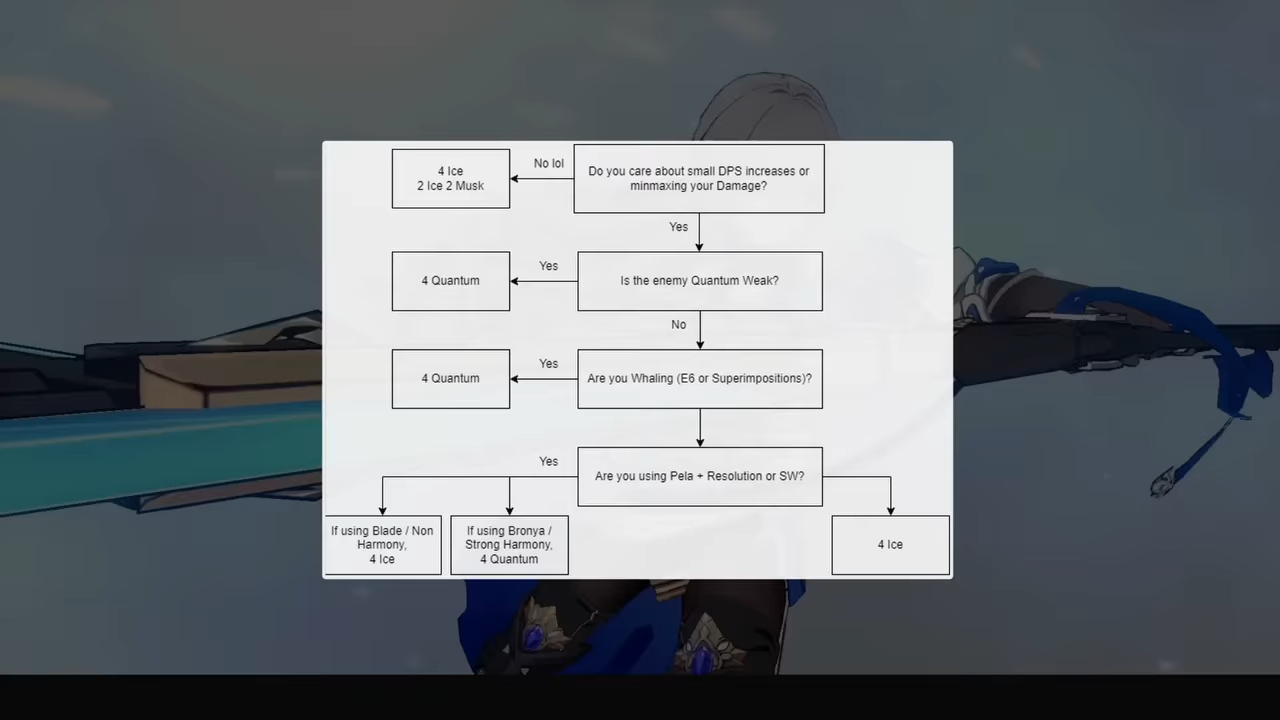 No lol
4 Ice
2 Ice 2 Musk
Do you care about small DPS increases or
minmaxing your Damage?
Yes
Yes
4 Quantum
Is the enemy Quantum Weak?
No
Yes
4 Quantum
Are you Whaling (E6 or Superimpositions)?
Yes
Are you using Pela + Resolution or SW?
If using Blade / Non
Harmony,
4 Ice
If using Bronya /
Strong Harmony,
4 Quantum
4 Ice